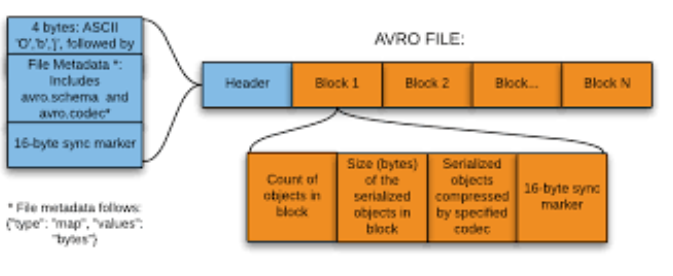 4 bytes: ASCII
'O','b','j', followed by
File Metadata *:
Includes
avro.schema and
avro.codec*
16-byte sync marker
* File metadata follows:
{"type": "map", "values":
"bytes"}
AVRO FILE:
Header
Block 1
Block 2
Block...
Block N
Count of
objects in
block
Size (bytes)
of the
serialized
objects in
block
Serialized
objects
compressed
by specified
codec
16-byte sync
marker